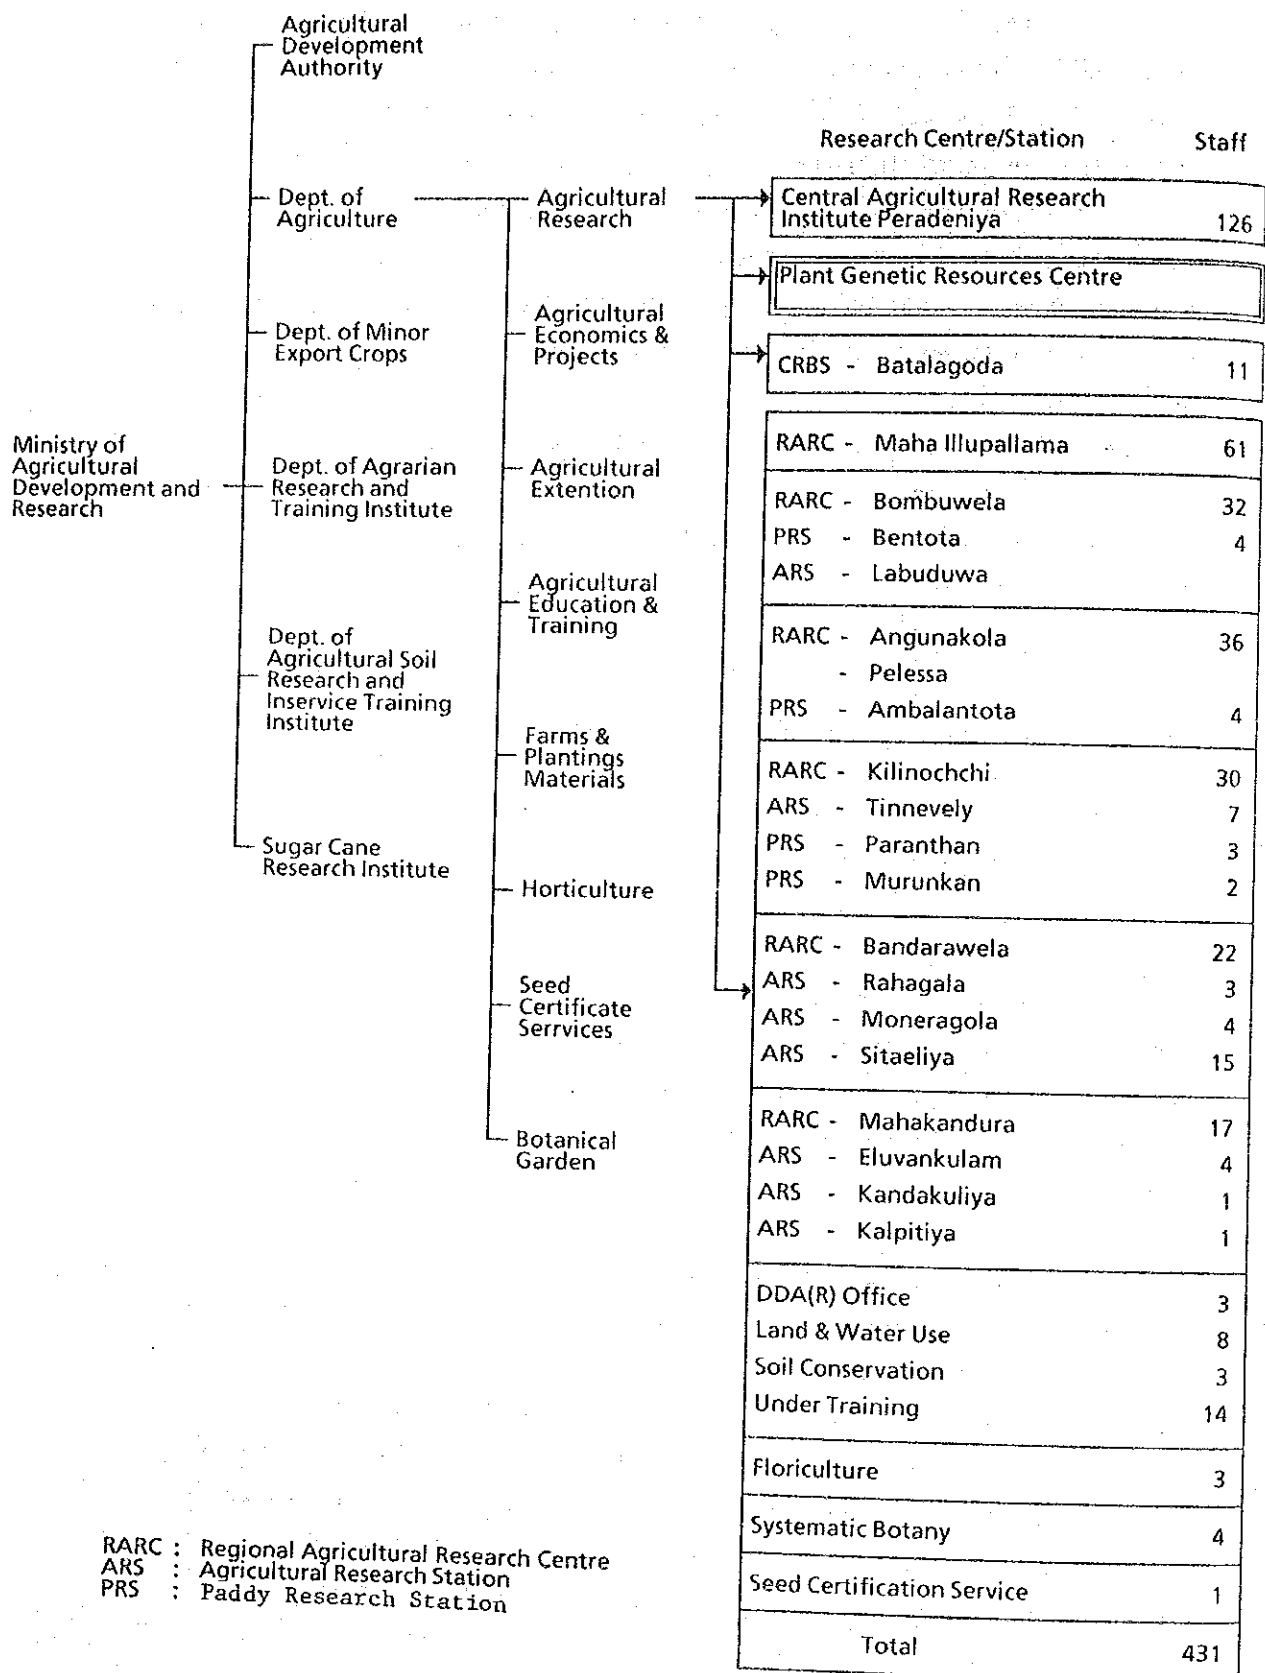 Agricultural
Development
Authority
Dept. of
Agriculture
Dept. of Minor
Export Crops
Ministry of
Agricultural
Development and
Research
Dept. of Agrarian
Research and
Training Institute
Dept. of
Agricultural Soil
Research and
Inservice Training
Institute
Sugar Cane
Research Institute
Agricultural
Research
Agricultural
Economics &
Projects
Agricultural
Extention
Agricultural
Education &
Training
Farms &
Plantings
Materials
Horticulture
Seed
Certificate
Serrvices
Botanical
Garden
Research Centre/Station Staff
Central Agricultural Research
Institute Peradeniya 126
Plant Genetic Resources Centre
CRBS - Batalagoda 11
RARC - Maha Illupallama 61
RARC - Bombuwela 32
PRS - Bentota 4
ARS - Labuduwa
RARC - Angunakola 36
- Pelessa
PRS - Ambalantota 4
RARC - Kilinochchi 30
ARS - Tinnevely 7
PRS - Paranthan 3
PRS - Murunkan 2
RARC - Bandarawela 22
ARS - Rahagala 3
ARS - Moneragola 4
ARS - Sitaeliya 15
RARC - Mahakandura 17
ARS - Eluvankulam 4
ARS - Kandakuliya 1
ARS - Kalpitiya 1
DDA(R) Office 3
Land & Water Use 8
Soil Conservation 3
Under Training 14
Floriculture 3
Systematic Botany 4
Seed Certification Service 1
Total 431
RARC : Regional Agricultural Research Centre
ARS : Agricultural Research Station
PRS : Paddy Research Station